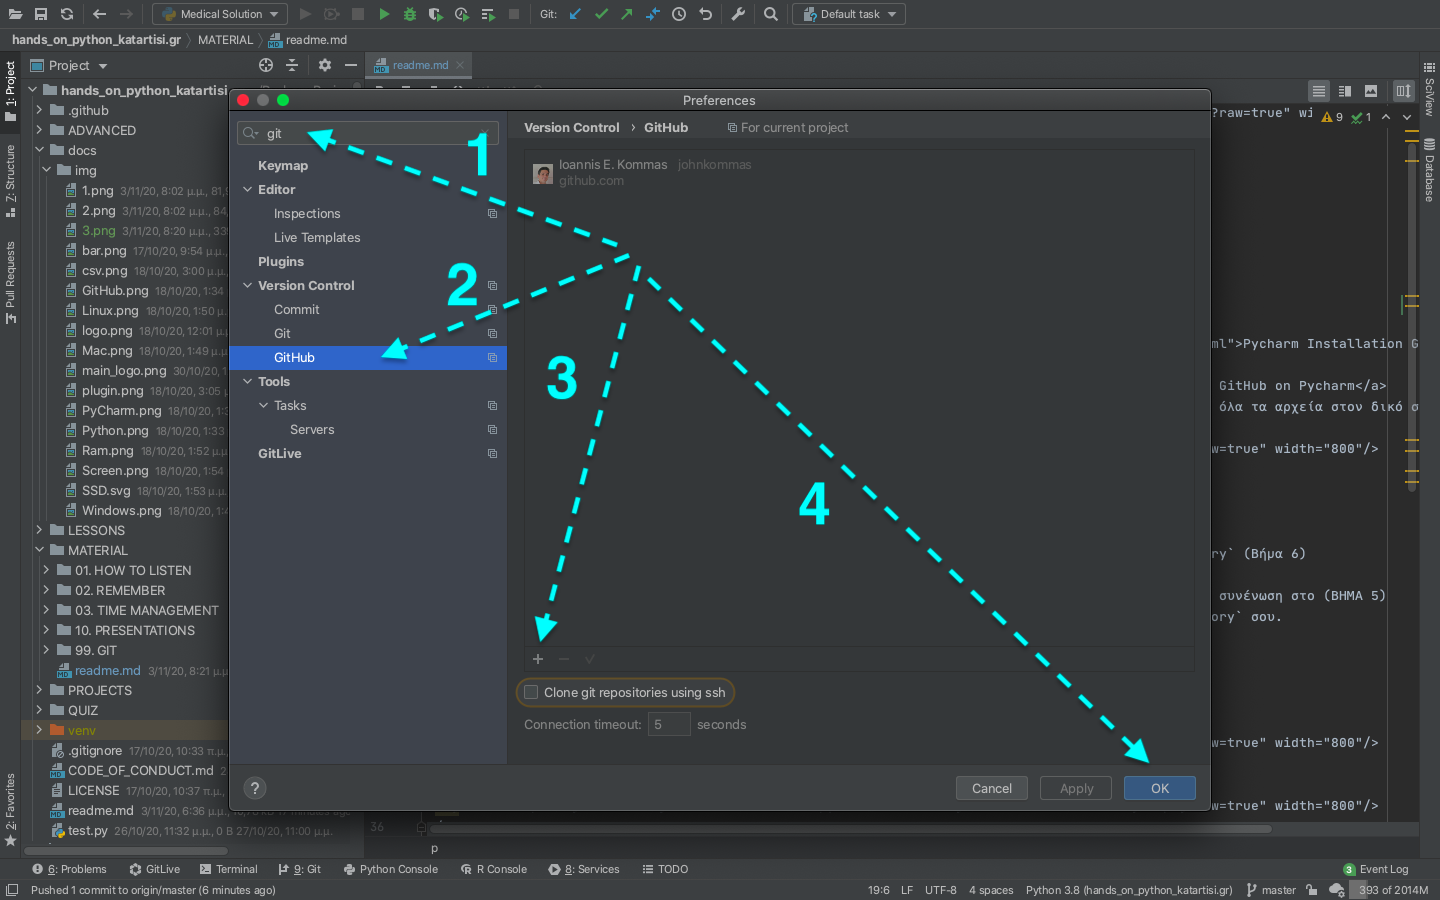 Medical Solution
Git:
Default task
hands_on_python_katartisi.gr
MATERIAL
readme.md
Project
readme.md
1: Project
Z: Structure
Pull Requests
2: Favorites
SciView
Database
hands_on_python_katartisi
.github
ADVANCED
docs
img
1.png 3/11/20, 8:02 μ.μ., 81,
2.png 3/11/20, 8:02 μ.μ., 84,
3.png 3/11/20, 8:20 μ.μ., 33
bar.png 17/10/20, 9:54 μ.μ.,
csv.png 18/10/20, 3:00 μ.μ.,
GitHub.png 18/10/20, 1:34
Linux.png 18/10/20, 1:50 μ.
logo.png 18/10/20, 12:01 μ.
Mac.png 18/10/20, 1:49 μ.μ
main_logo.png 30/10/20, 1
plugin.png 18/10/20, 3:05 μ
PyCharm.png 18/10/20, 1:3
Python.png 18/10/20, 1:33
Ram.png 18/10/20, 1:52 μ.μ
Screen.png 18/10/20, 1:54
SSD.svg 18/10/20, 1:53 μ.μ
Windows.png 18/10/20, 1:4
LESSONS
MATERIAL
01. HOW TO LISTEN
02. REMEMBER
03. TIME MANAGEMENT
10. PRESENTATIONS
99. GIT
readme.md 3/11/20, 8:21 μ.μ
PROJECTS
QUIZ
venv
.gitignore 17/10/20, 10:33 π.μ.,
CODE_OF_CONDUCT.md 2
LICENSE 17/10/20, 10:37 μ.μ.,
readme.md 3/11/20, 6:36 μ.μ.,
test.py 26/10/20, 11:32 μ.μ., 0 B 27/10/20, 11:00 μ.μ.
Preferences
git
Keymap
Editor
Inspections
Live Templates
Plugins
Version Control
Commit
Git
GitHub
Tools
Tasks
Servers
GitLive
Version Control › GitHub
For current project
Ioannis E. Kommas johnkommas
github.com
1
2
3
4
Clone git repositories using ssh
Connection timeout: 5 seconds
?
Cancel
Apply
OK
?raw=true" wi
9
1
ml">Pycharm Installation G
GitHub on Pycharm</a>
όλα τα αρχεία στον δικό σ
w=true" width="800"/>
ry` (Βήμα 6)
συνένωση στο (ΒΗΜΑ 5)
ory` σου.
w=true" width="800"/>
w=true" width="800"/>
36
p
6: Problems
GitLive
Terminal
9: Git
Python Console
R Console
8: Services
TODO
3 Event Log
Pushed 1 commit to origin/master (6 minutes ago)
19:6
LF
UTF-8
4 spaces
Python 3.8 (hands_on_python_katartisi.gr)
master
393 of 2014M